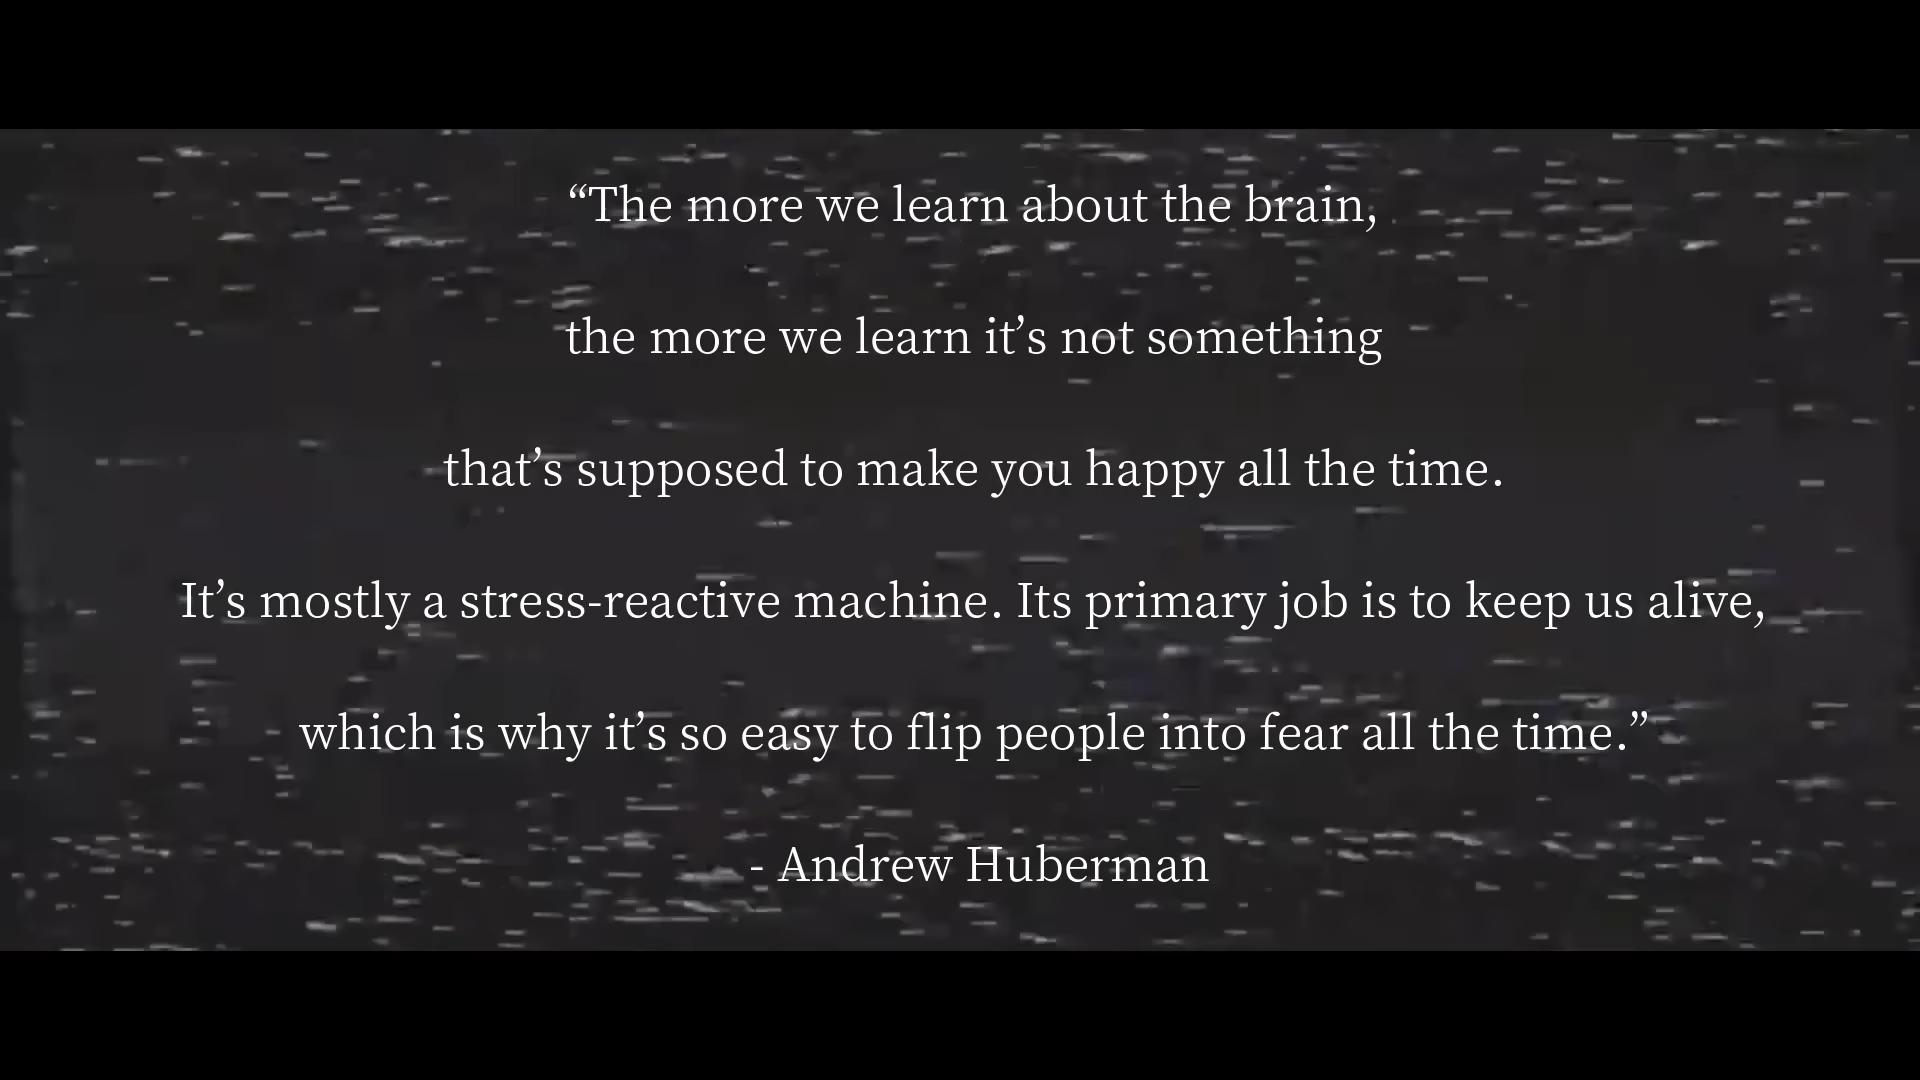 “The more we learn about the brain,
the more we learn it’s not something
that’s supposed to make you happy all the time.
It’s mostly a stress-reactive machine. Its primary job is to keep us alive,
which is why it’s so easy to flip people into fear all the time.”
- Andrew Huberman